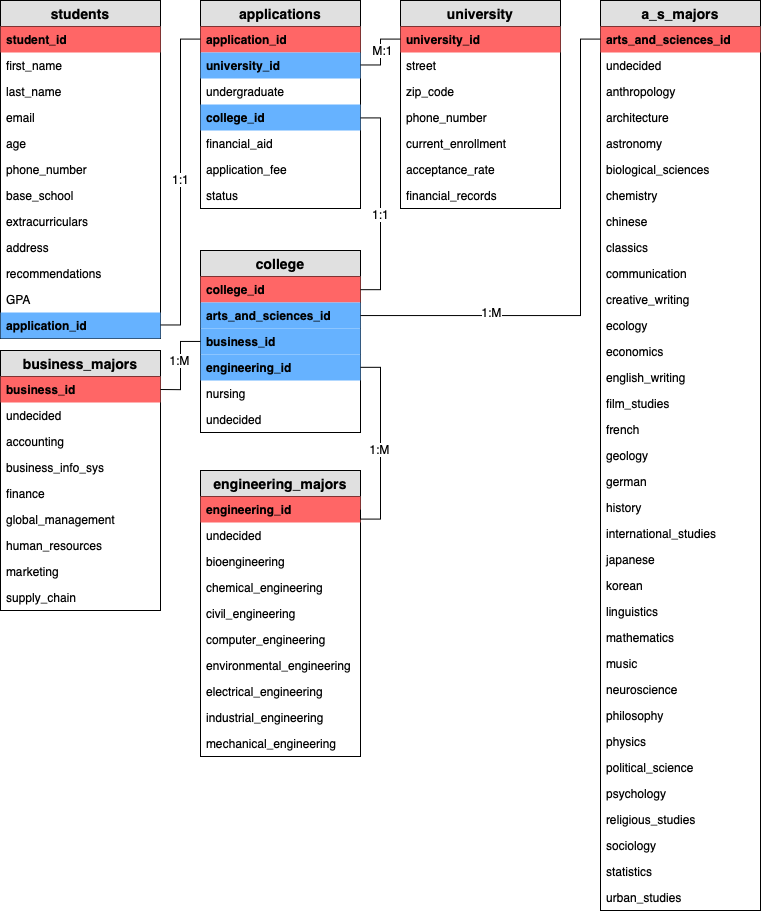 students
student_id
first_name
last_name
email
age
phone_number
base_school
extracurriculars
address
recommendations
GPA
application_id
1:1
applications
application_id
university_id
undergraduate
college_id
financial_aid
application_fee
status
M:1
1:1
university
university_id
street
zip_code
phone_number
current_enrollment
acceptance_rate
financial_records
college
college_id
arts_and_sciences_id
business_id
engineering_id
nursing
undecided
1:M
1:M
1:M
business_majors
business_id
undecided
accounting
business_info_sys
finance
global_management
human_resources
marketing
supply_chain
engineering_majors
engineering_id
undecided
bioengineering
chemical_engineering
civil_engineering
computer_engineering
environmental_engineering
electrical_engineering
industrial_engineering
mechanical_engineering
a_s_majors
arts_and_sciences_id
undecided
anthropology
architecture
astronomy
biological_sciences
chemistry
chinese
classics
communication
creative_writing
ecology
economics
english_writing
film_studies
french
geology
german
history
international_studies
japanese
korean
linguistics
mathematics
music
neuroscience
philosophy
physics
political_science
psychology
religious_studies
sociology
statistics
urban_studies